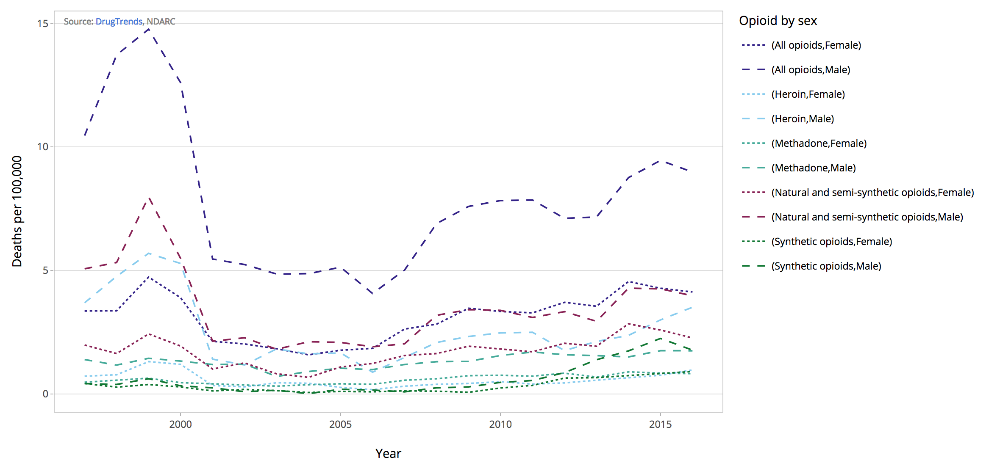 Source: DrugTrends, NDARC
15
10
5
0
Deaths per 100,000
2000
2005
2010
2015
Year
Opioid by sex
(All opioids,Female)
(All opioids,Male)
(Heroin,Female)
(Heroin,Male)
(Methadone,Female)
(Methadone,Male)
(Natural and semi-synthetic opioids,Female)
(Natural and semi-synthetic opioids,Male)
(Synthetic opioids,Female)
(Synthetic opioids,Male)